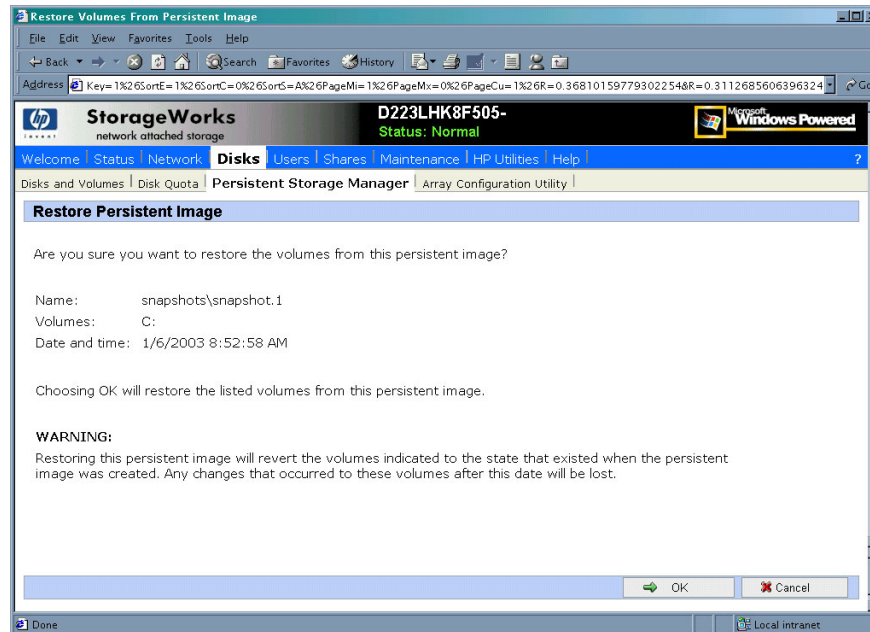 Restore Volumes From Persistent Image
File Edit View Favorites Tools Help
Back Search Favorites History
Address Key=1%26SortE=1%26SortC=0%26SortS=A%26PageMi=1%26PageMx=0%26PageCu=1%26R=0.36810159779302254&R=0.3112685606396324 Go
hp
invent
StorageWorks
network attached storage
D223LHK8F505-
Status: Normal
Microsoft
Windows Powered
Welcome | Status | Network | Disks | Users | Shares | Maintenance | HP Utilities | Help | ?
Disks and Volumes | Disk Quota | Persistent Storage Manager | Array Configuration Utility |
Restore Persistent Image
Are you sure you want to restore the volumes from this persistent image?
Name: snapshots\snapshot.1
Volumes: C:
Date and time: 1/6/2003 8:52:58 AM
Choosing OK will restore the listed volumes from this persistent image.
WARNING:
Restoring this persistent image will revert the volumes indicated to the state that existed when the persistent
image was created. Any changes that occurred to these volumes after this date will be lost.
OK Cancel
Done Local intranet